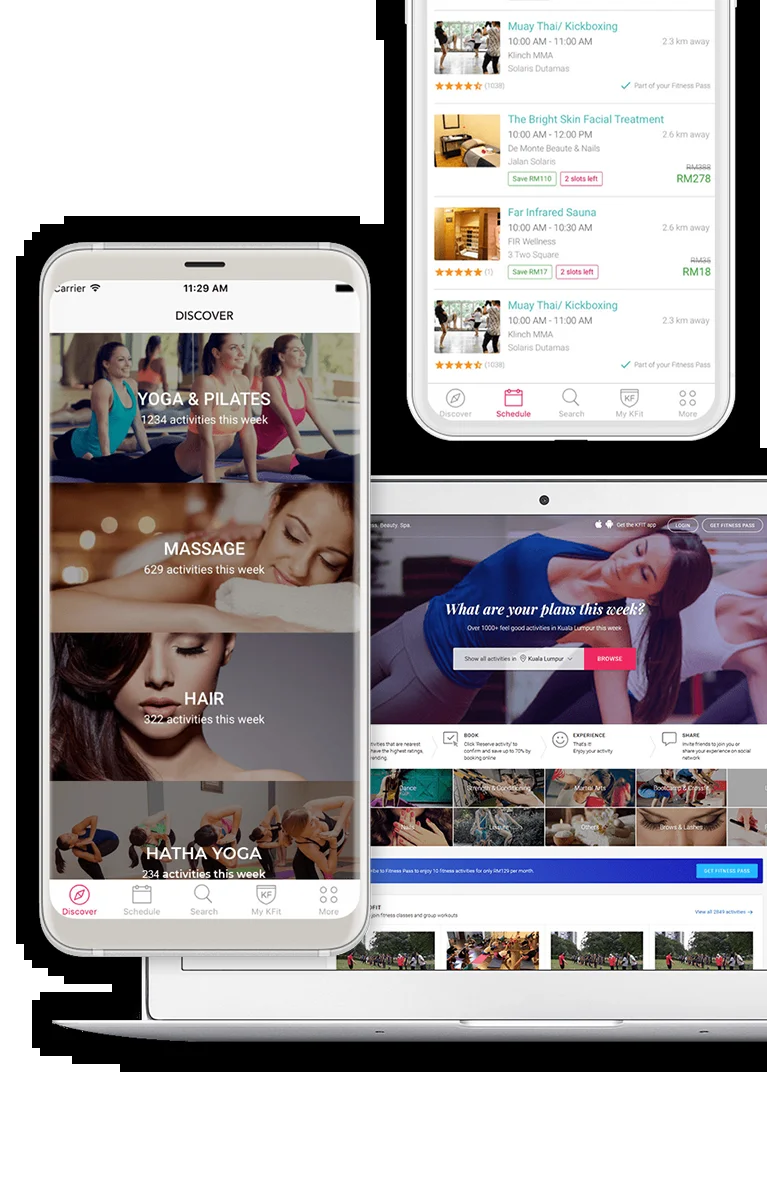 Muay Thai/ Kickboxing
10:00 AM - 11:00 AM
2.3 km away
Klinch MMA
Solaris Dutamas
(1038)
Part of your Fitness Pass
The Bright Skin Facial Treatment
10:00 AM - 12:00 PM
2.6 km away
De Monte Beaute & Nails
Jalan Solaris
RM388
Save RM110
2 slots left
RM278
Far Infrared Sauna
10:00 AM - 10:30 AM
2.6 km away
FIR Wellness
3 Two Square
RM35
(1)
Save RM17
2 slots left
RM18
Muay Thai/ Kickboxing
10:00 AM - 11:00 AM
2.3 km away
Klinch MMA
Solaris Dutamas
(1038)
Part of your Fitness Pass
Discover
Schedule
Search
My KFit
More
Carrier
11:29 AM
DISCOVER
YOGA & PILATES
1234 activities this week
MASSAGE
629 activities this week
HAIR
322 activities this week
HATHA YOGA
234 activities this week
Discover
Schedule
Search
My KFit
More
Beauty. Spa.
Get the KFIT app
LOGIN
GET FITNESS PASS
What are your plans this week?
Over 1000+ feel good activities in Kuala Lumpur this week
Show all activities in
Kuala Lumpur
BROWSE
that are nearest
have the highest ratings,
BOOK
Click 'Reserve activity' to
confirm and save up to 70% by
booking online
EXPERIENCE
That's it!
Enjoy your activity
SHARE
Invite friends to join you or
share your experience on social
network
Dance
Strength & Conditioning
Martial Arts
Bootcamp & Crossfit
Nails
Leisure
Others
Brows & Lashes
to Fitness Pass to enjoy 10 fitness activities for only RM129 per month.
GET FITNESS PASS
join fitness classes and group workouts
View all 2849 activities